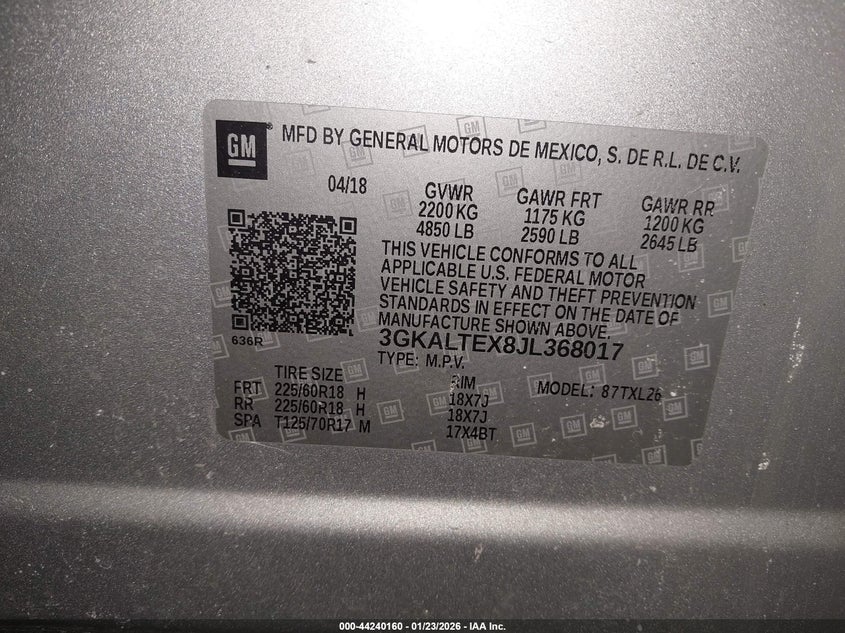 GM® MFD BY GENERAL MOTORS DE MEXICO, S. DE R.L. DE C.V.
04/18 GVWR GAWR FRT GAWR RR
2200 KG 1175 KG 1200 KG
4850 LB 2590 LB 2645 LB
THIS VEHICLE CONFORMS TO ALL
APPLICABLE U.S. FEDERAL MOTOR
VEHICLE SAFETY AND THEFT PREVENTION
STANDARDS IN EFFECT ON THE DATE OF
MANUFACTURE SHOWN ABOVE.
636R 3GKALTEX8JL368017
TYPE: M.P.V. MODEL: 87TXL26
TIRE SIZE RIM
FRT 225/60R18 H 18X7J
RR 225/60R18 H 18X7J
SPA T125/70R17 M 17X4BT
000-44240160 - 01/23/2026 - IAA Inc.